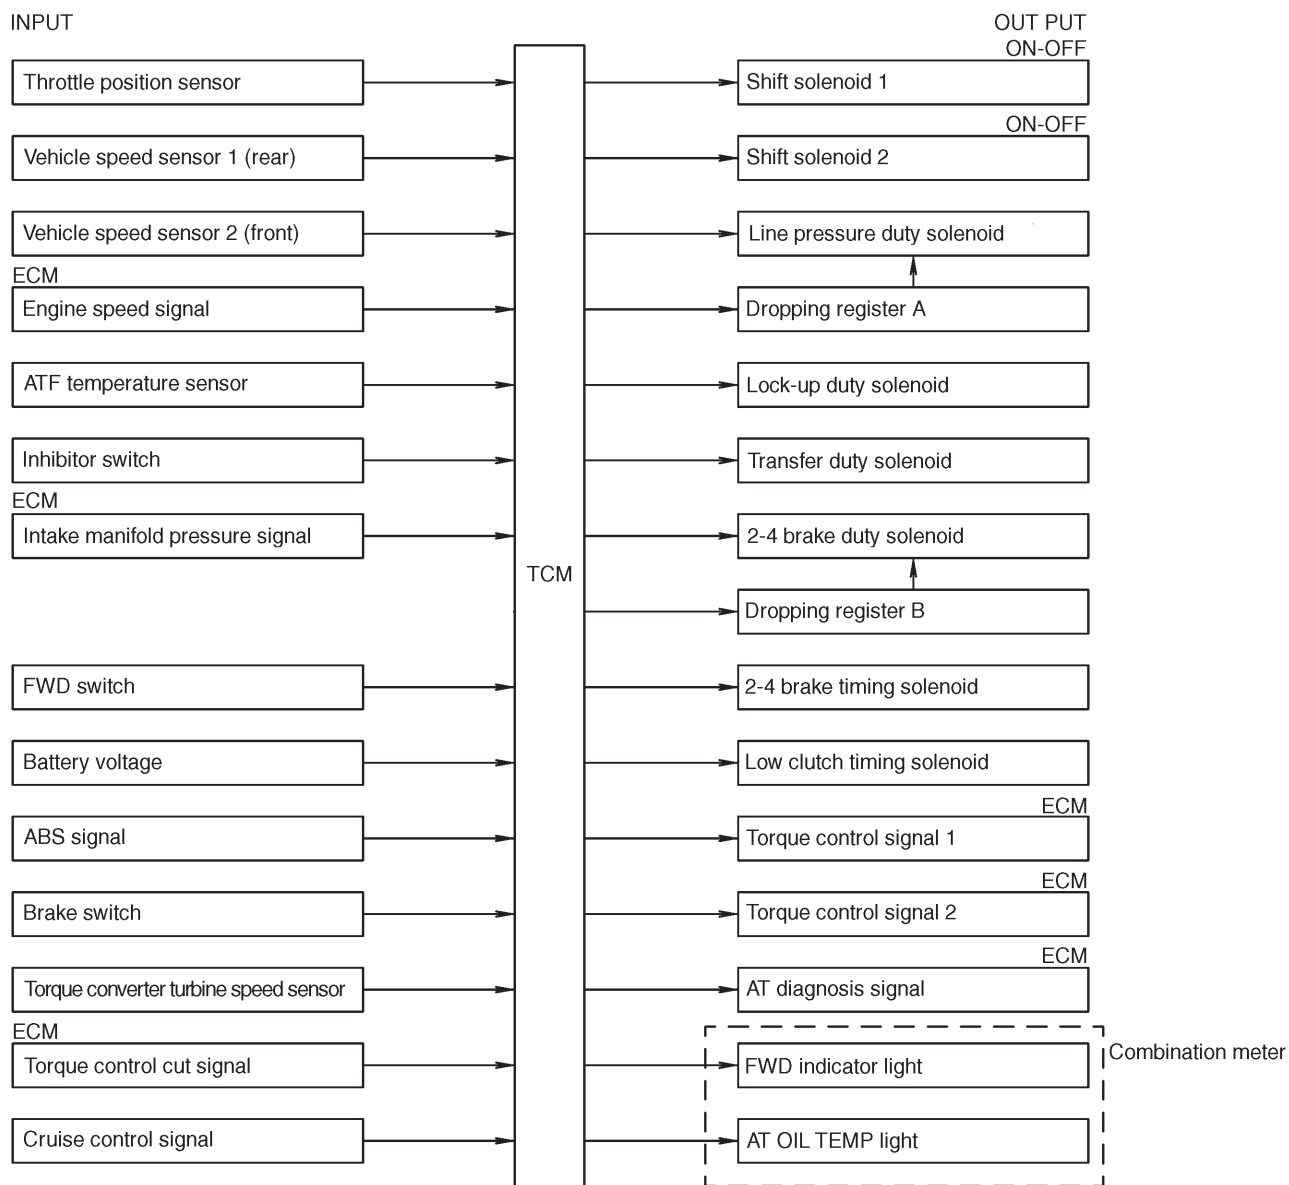 INPUT
OUT PUT
ON-OFF
Throttle position sensor
Shift solenoid 1
ON-OFF
Vehicle speed sensor 1 (rear)
Shift solenoid 2
Vehicle speed sensor 2 (front)
Line pressure duty solenoid
ECM
Engine speed signal
Dropping register A
ATF temperature sensor
Lock-up duty solenoid
Inhibitor switch
Transfer duty solenoid
ECM
Intake manifold pressure signal
2-4 brake duty solenoid
TCM
Dropping register B
FWD switch
2-4 brake timing solenoid
Battery voltage
Low clutch timing solenoid
ECM
ABS signal
Torque control signal 1
ECM
Brake switch
Torque control signal 2
ECM
Torque converter turbine speed sensor
AT diagnosis signal
ECM
Combination meter
Torque control cut signal
FWD indicator light
Cruise control signal
AT OIL TEMP light